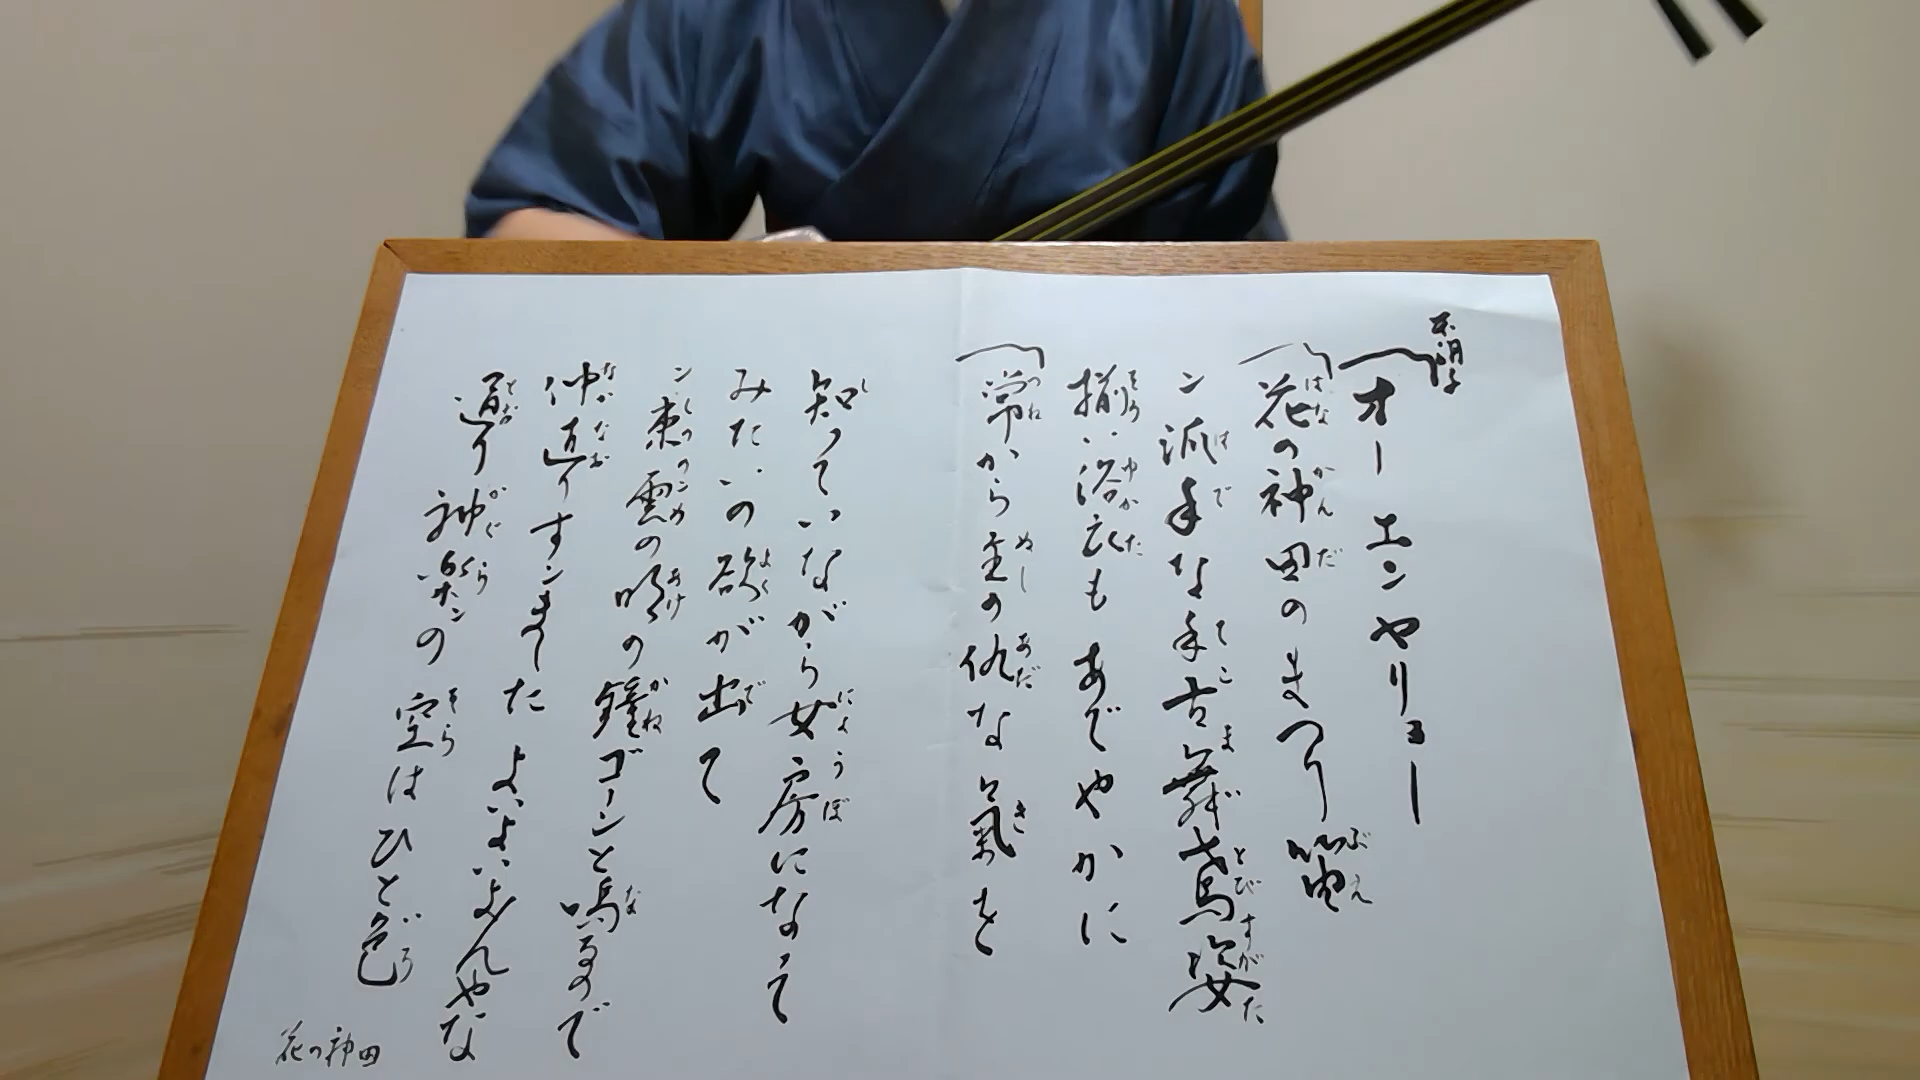 本調子
オーエンヤリョー
花の神田のまつり笛
ン派手な手古舞鳶姿
揃い浴衣もあでやかに
常から主の仇な氣を
知っていながら女房になって
みたいの欲が出て
ン東雲の明の鐘ゴーンと鳴るので
仲直りすンました よいよいよんやな
通り神楽ンの空はひと色
花の神田